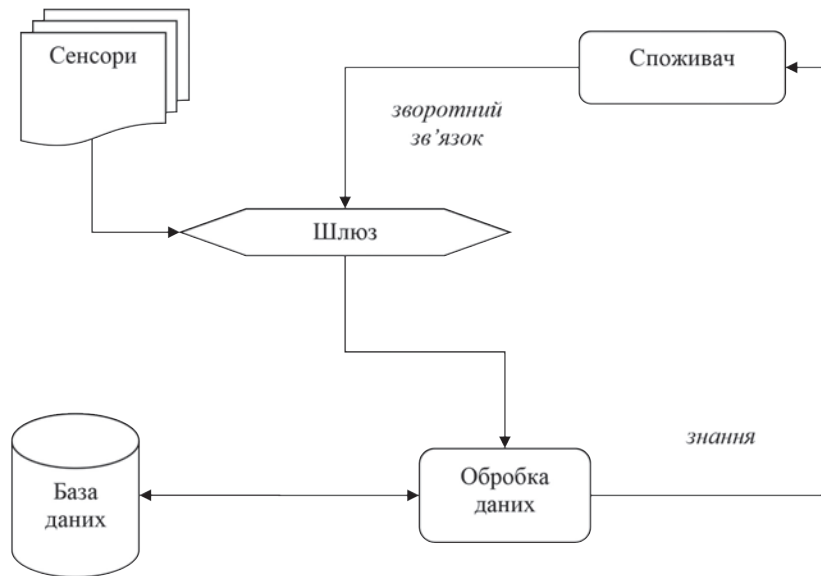 Сенсори
Споживач
зворотний
зв’язок
Шлюз
знання
База
даних
Обробка
даних